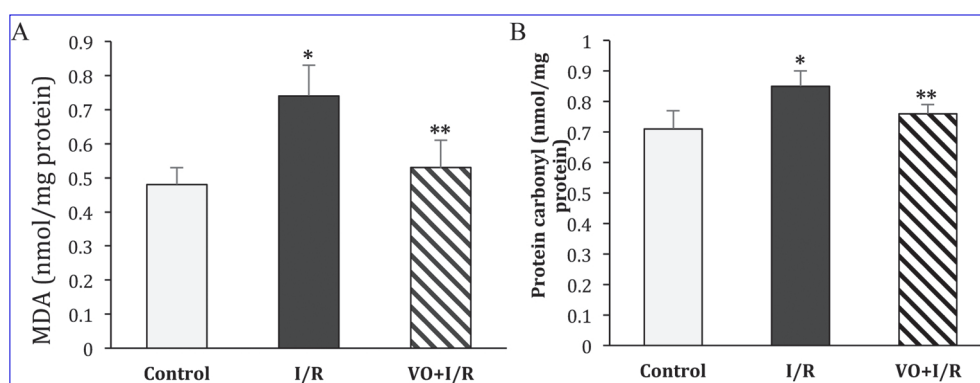 A
MDA (nmol/mg protein)
0.9
0.8
0.7
0.6
0.5
0.4
0.3
0.2
0.1
0
*
**
Control
I/R
VO+I/R
B
Protein carbonyl (nmol/mg
protein)
1
0.9
0.8
0.7
0.6
0.5
0.4
0.3
0.2
0.1
0
*
**
Control
I/R
VO+I/R